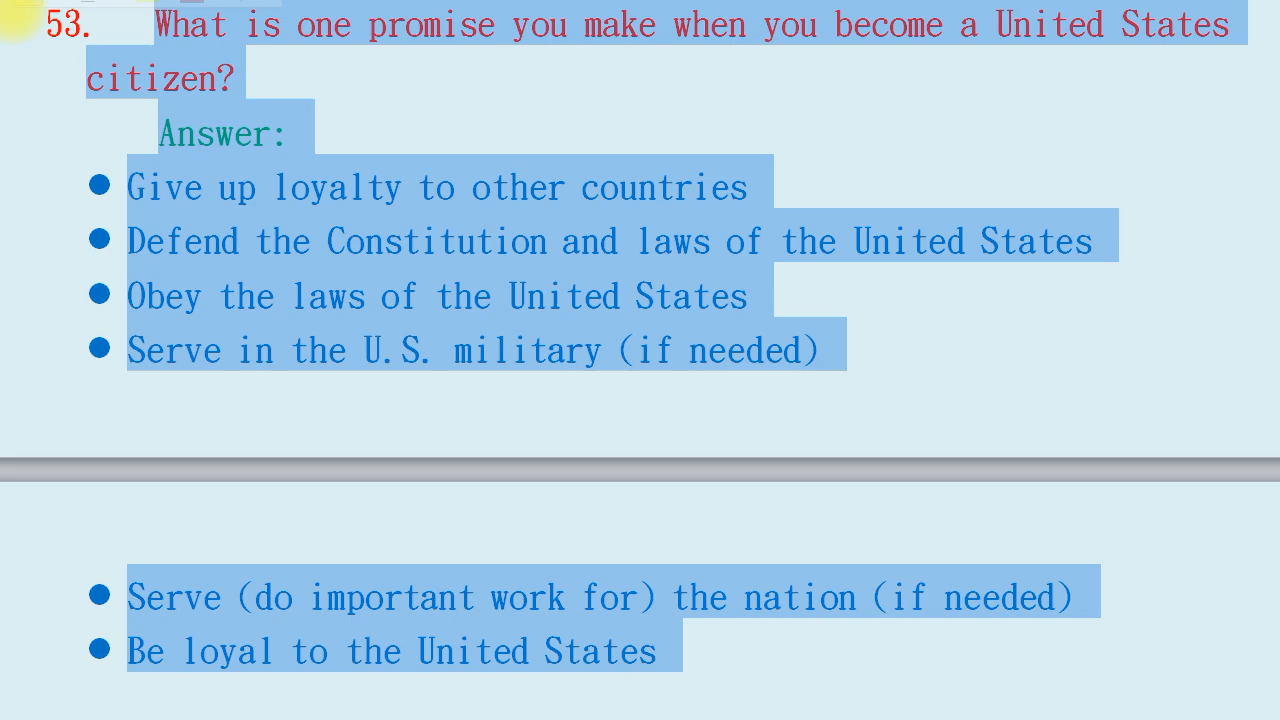 53. What is one promise you make when you become a United States
citizen?
Answer:
● Give up loyalty to other countries
● Defend the Constitution and laws of the United States
● Obey the laws of the United States
● Serve in the U.S. military (if needed)
● Serve (do important work for) the nation (if needed)
● Be loyal to the United States